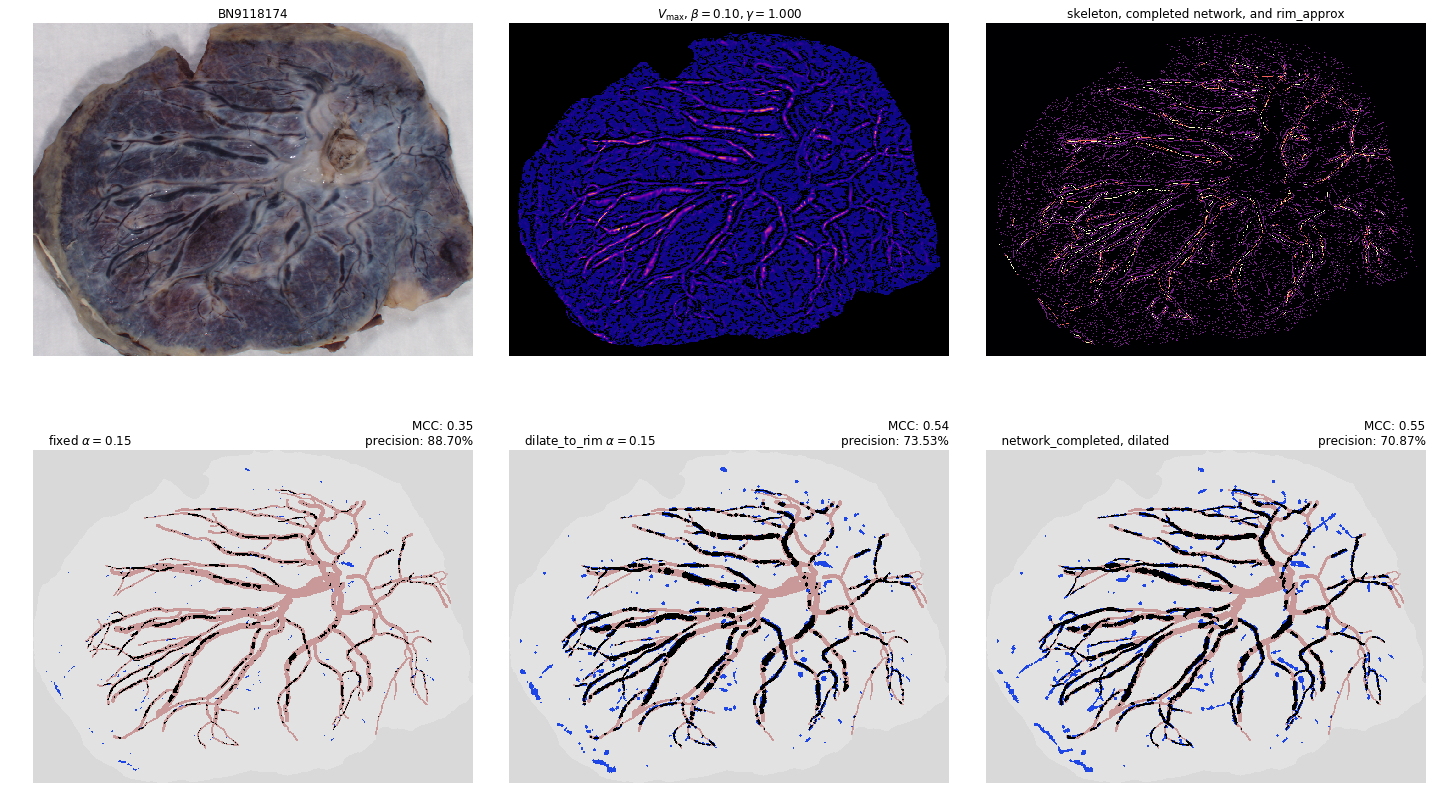 BN9118174
V_max, β = 0.10, γ = 1.000
skeleton, completed network, and rim_approx
MCC: 0.35
fixed α = 0.15 precision: 88.70%
MCC: 0.54
dilate_to_rim α = 0.15 precision: 73.53%
MCC: 0.55
network_completed, dilated precision: 70.87%